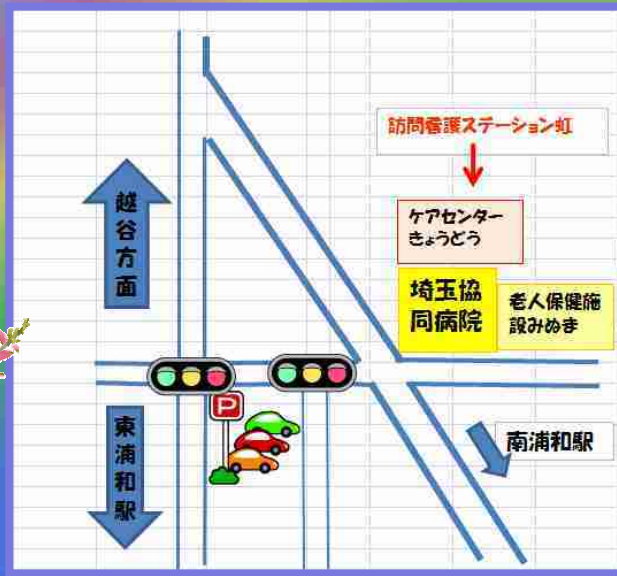 訪問看護ステーション虹
ケアセンター
きょうどう
埼玉協
同病院
老人保健施
設みぬま
越谷方面
P
東浦和駅
南浦和駅